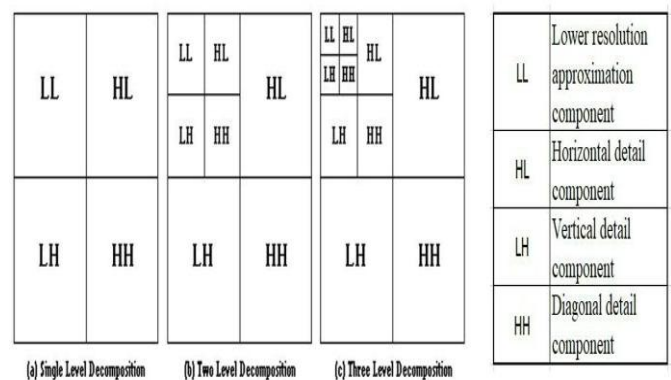 LL HL
LH HH
(a) Single Level Decomposition
LL HL
LH HH
HL
LH HH
(b) Two Level Decomposition
LL HL
LH HH
HL
LH HH
HL
LH HH
(c) Three Level Decomposition
LL
Lower resolution
approximation
component
HL
Horizontal detail
component
LH
Vertical detail
component
HH
Diagonal detail
component